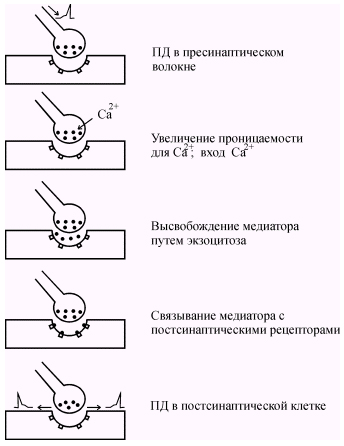 ПД в пресинаптическом
волокне
Ca²⁺
Увеличение проницаемости
для Ca²⁺; вход Ca²⁺
Высвобождение медиатора
путем экзоцитоза
Связывание медиатора с
постсинаптическими рецепторами
ПД в постсинаптической клетке